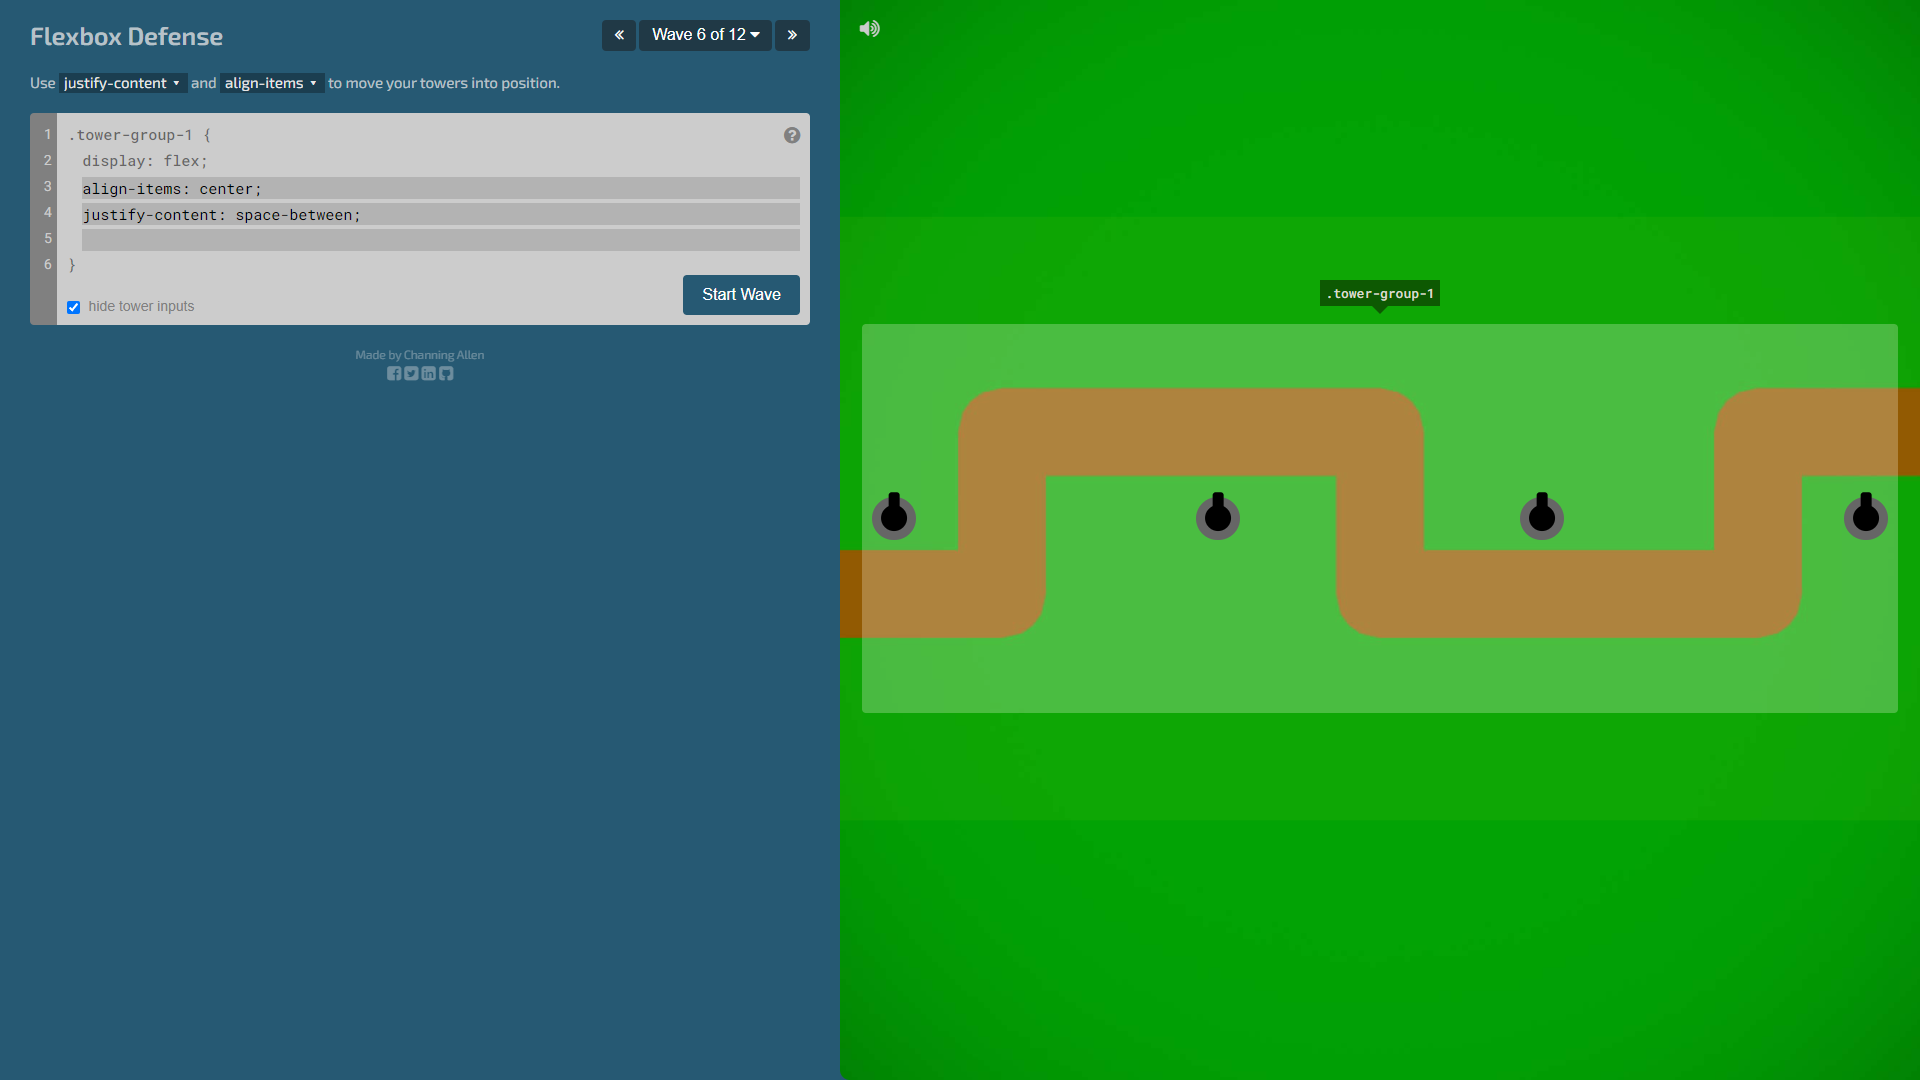 Flexbox Defense
« Wave 6 of 12 »
Use justify-content and align-items to move your towers into position.
1 .tower-group-1 {
2 display: flex;
3 align-items: center;
4 justify-content: space-between;
5
6 }
hide tower inputs
Start Wave
Made by Channing Allen
.tower-group-1